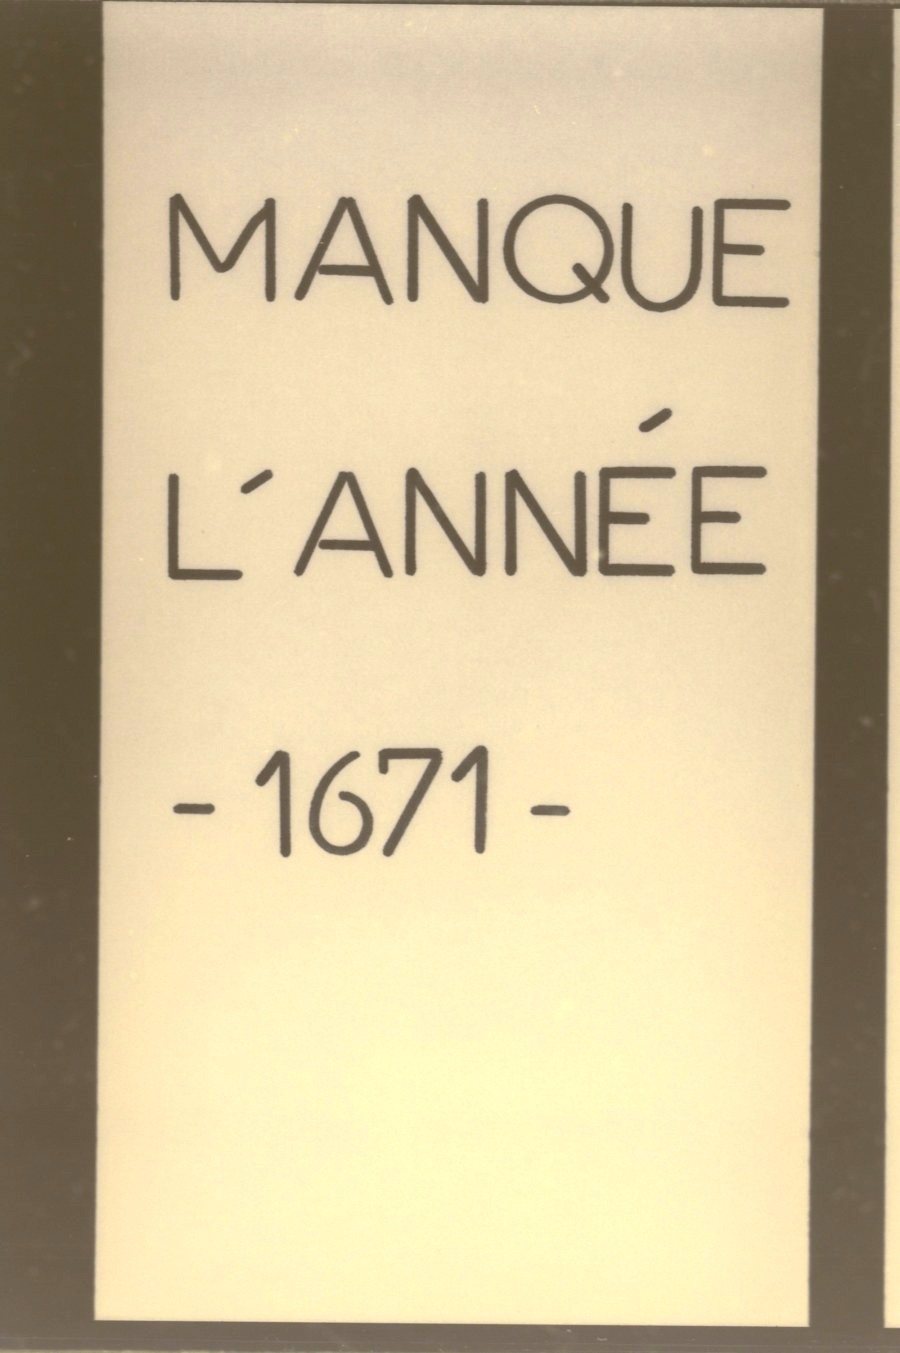 MANQUE
L'ANNÉE
- 1671 -